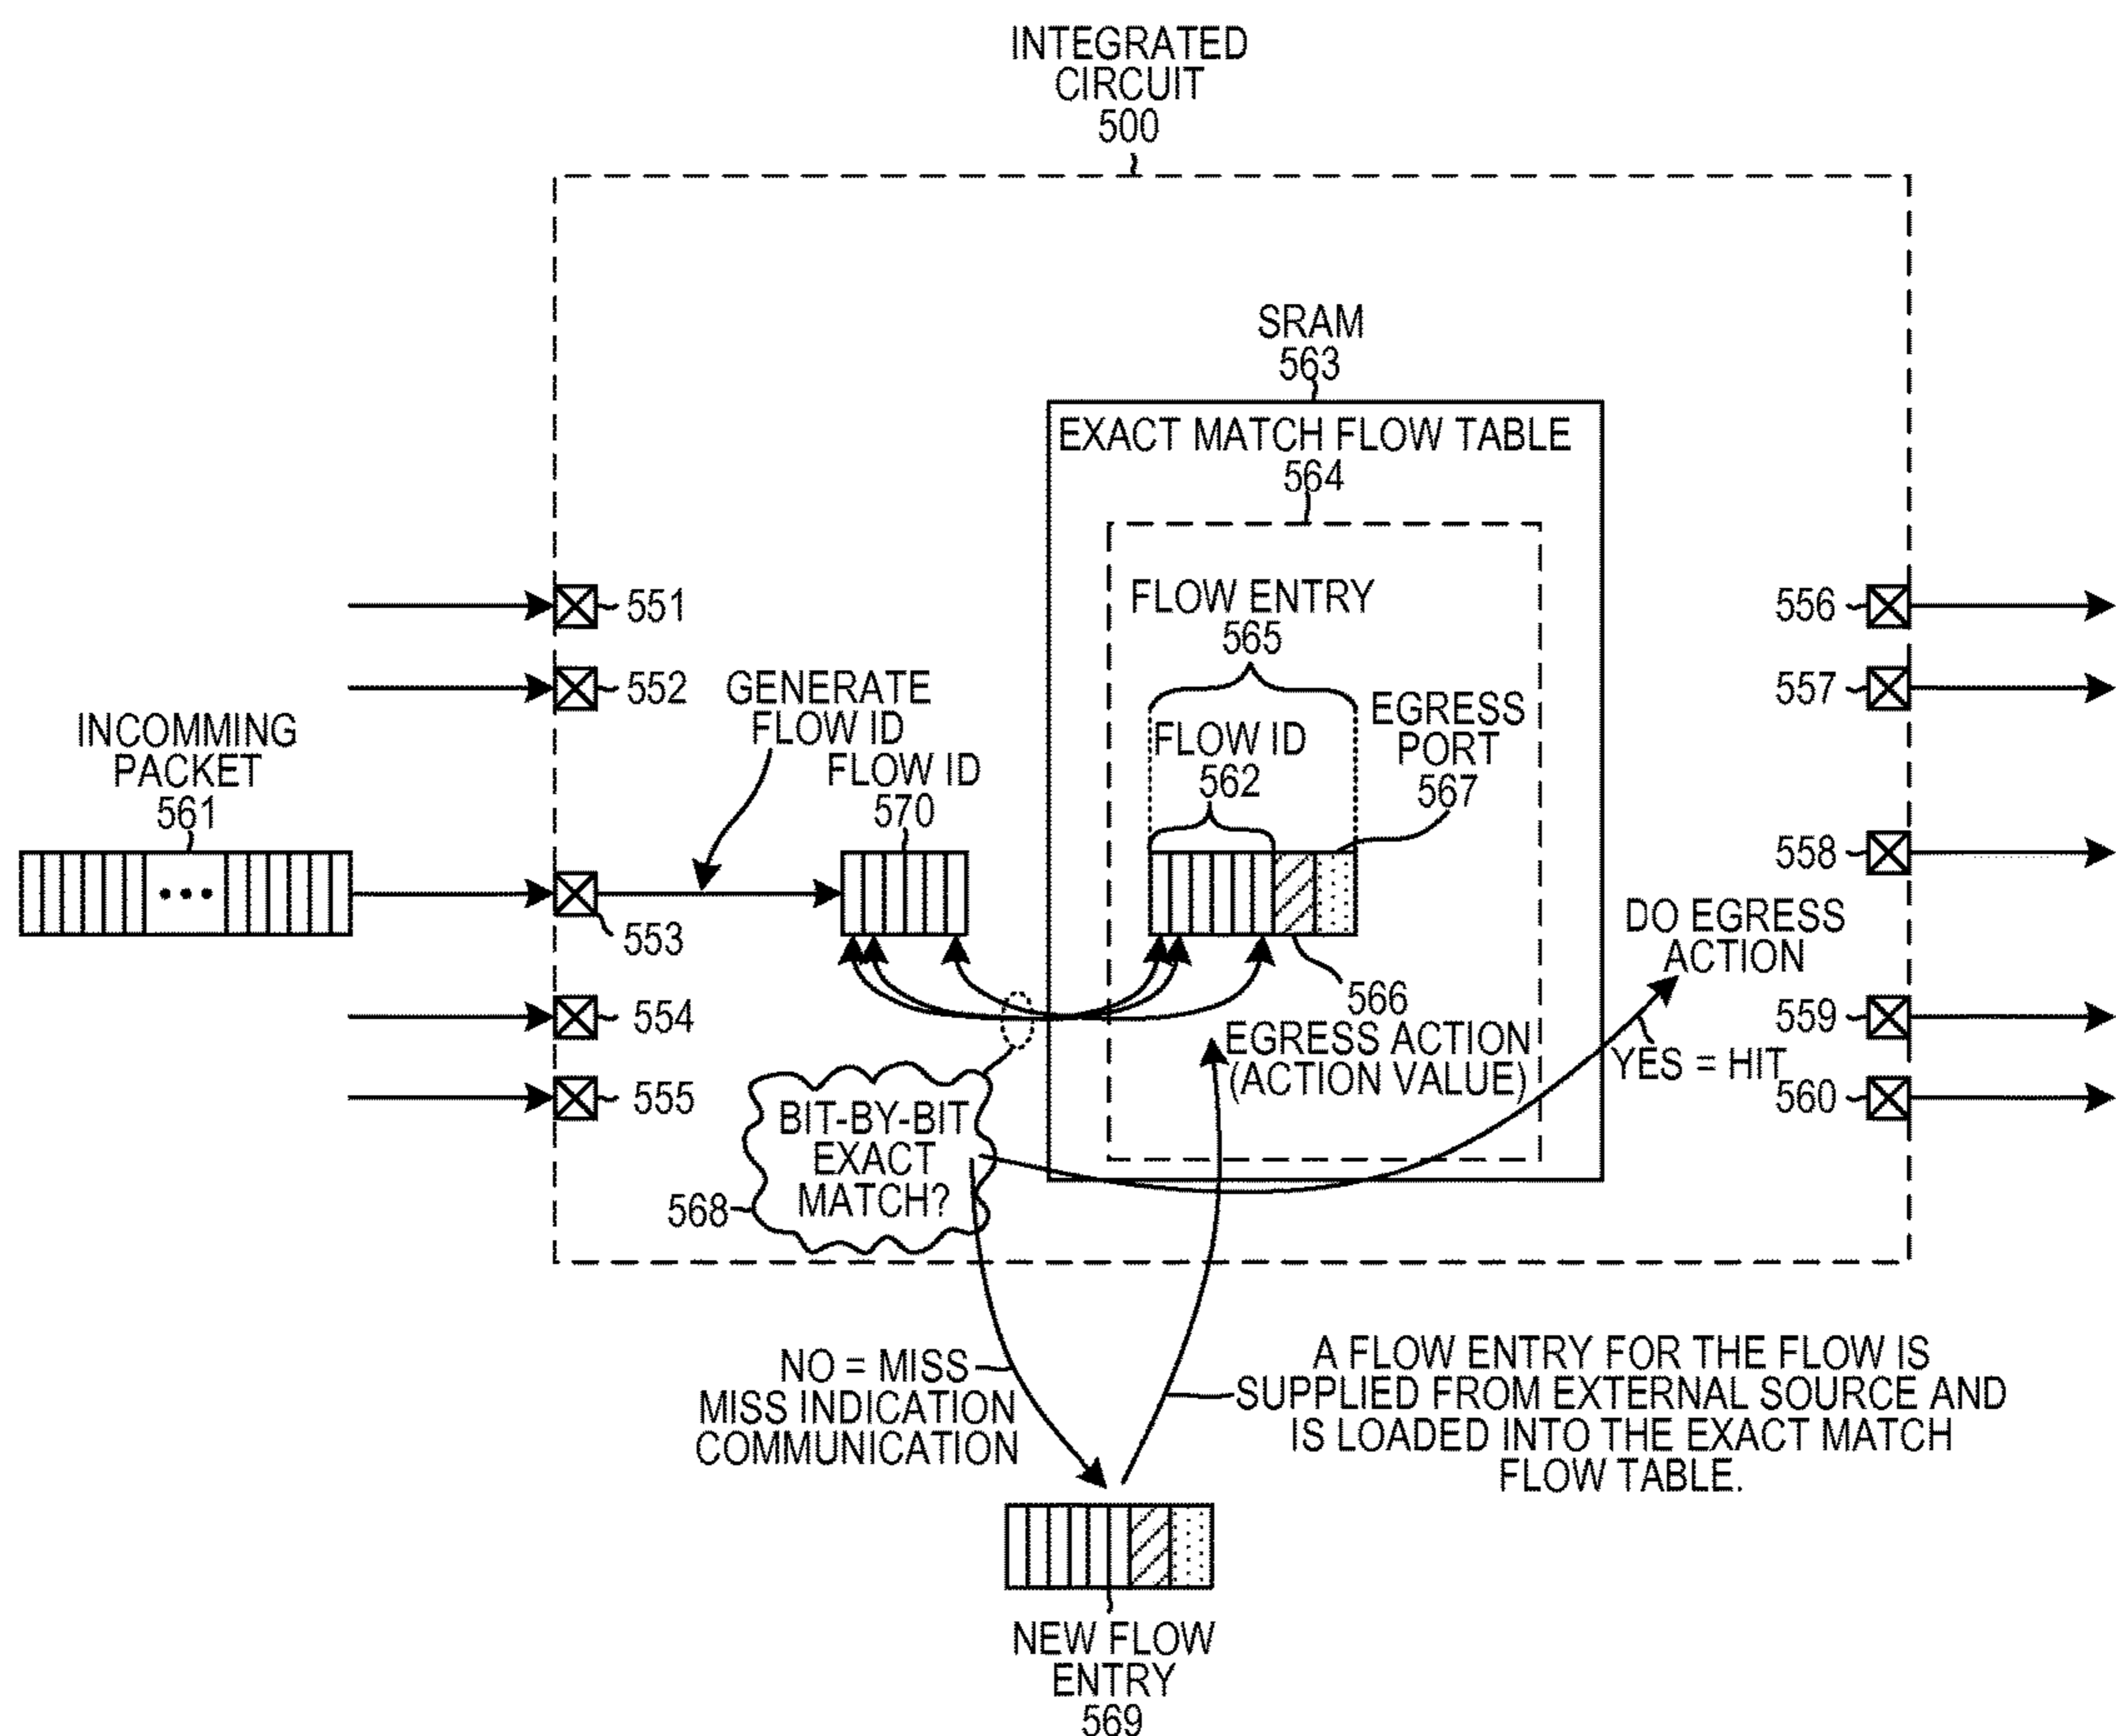 INTEGRATED
CIRCUIT
500
SRAM
563
EXACT MATCH FLOW TABLE
564
FLOW ENTRY
565
FLOW ID
562
EGRESS
PORT
567
551
552
553
554
555
556
557
558
559
560
GENERATE
FLOW ID
FLOW ID
570
INCOMMING
PACKET
561
566
EGRESS ACTION
(ACTION VALUE)
DO EGRESS
ACTION
YES = HIT
BIT-BY-BIT
EXACT
MATCH?
568
NO = MISS
MISS INDICATION
COMMUNICATION
A FLOW ENTRY FOR THE FLOW IS
SUPPLIED FROM EXTERNAL SOURCE AND
IS LOADED INTO THE EXACT MATCH
FLOW TABLE.
NEW FLOW
ENTRY
569